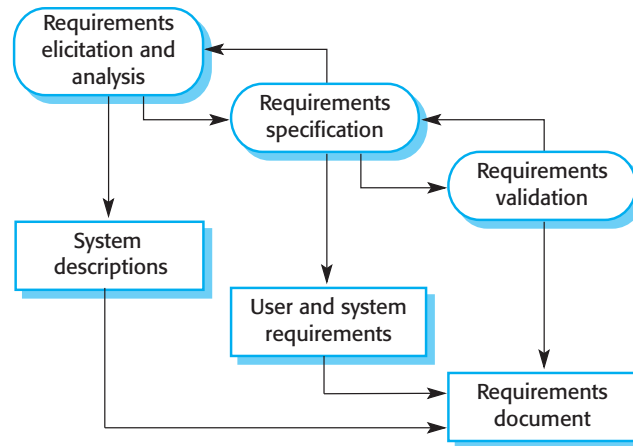 Requirements
elicitation and
analysis
Requirements
specification
Requirements
validation
System
descriptions
User and system
requirements
Requirements
document